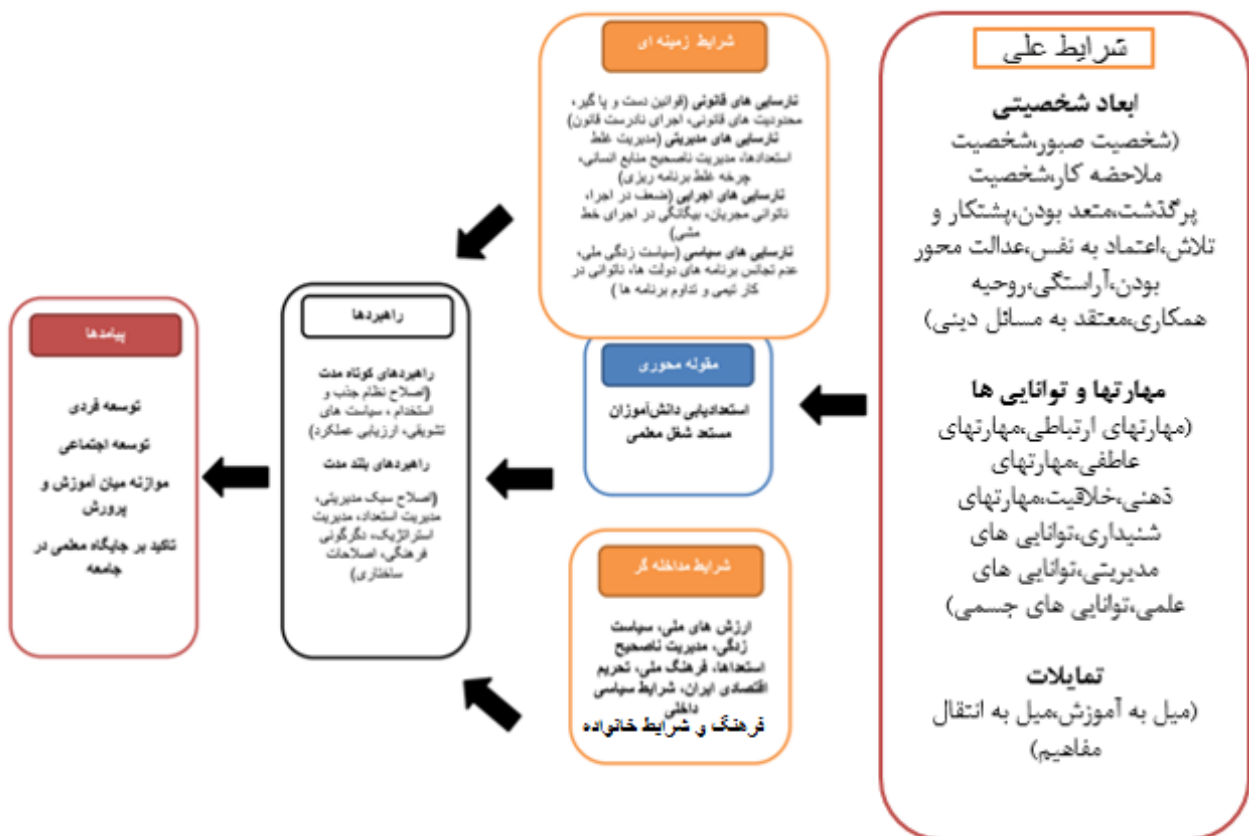 شرایط علی
ابعاد شخصیتی
(شخصیت صبور،شخصیت
ملاحضه کار،شخصیت
پرگذشت،متعد بودن،پشتکار و
تلاش،اعتماد به نفس،عدالت محور
بودن،آراستگی،روحیه
همکاری،معتقد به مسائل دینی)
مهارتها و توانایی ها
(مهارتهای ارتباطی،مهارتهای
عاطفی،مهارتهای
ذهنی،خلاقیت،مهارتهای
شنیداری،توانایی های
مدیریتی،توانایی های
علمی،توانایی های جسمی)
تمایلات
(میل به آموزش،میل به انتقال
مفاهیم)
شرایط زمینه ای
نارسایی های قانونی (قوانین دست و پا گیر،
محدودیت های قانونی، اجرای نادرست قانون)
نارسایی های مدیریتی (مدیریت غلط
استعدادها، مدیریت ناصحیح منابع انسانی،
چرخه غلط برنامه ریزی)
نارسایی های اجرایی (ضعف در اجرا،
ناتوانی مجریان، بیگانگی در اجرای خط
مشی)
نارسایی های سیاسی (سیاست زدگی ملی،
عدم تجانس برنامه های دولت ها، ناتوانی در
کار تیمی و تداوم برنامه ها )
مقوله محوری
استعدادیابی دانش‌آموزان
مستعد شغل معلمی
شرایط مداخله گر
ارزش های ملی، سیاست
زدگی، مدیریت ناصحیح
استعداها، فرهنگ ملی، تحریم
اقتصادی ایران، شرایط سیاسی
داخلی
فرهنگ و شرایط خانواده
راهبردها
راهبردهای کوتاه مدت
(اصلاح نظام جذب و
استخدام ، سیاست های
تشویقی، ارزیابی عملکرد)
راهبردهای بلند مدت
(اصلاح سبک مدیریتی،
مدیریت استعداد، مدیریت
استراتژیک، دگرگونی
فرهنگی، اصلاحات
ساختاری)
پیامدها
توسعه فردی
توسعه اجتماعی
موازنه میان آموزش و
پرورش
تاکید بر جایگاه معلمی در
جامعه